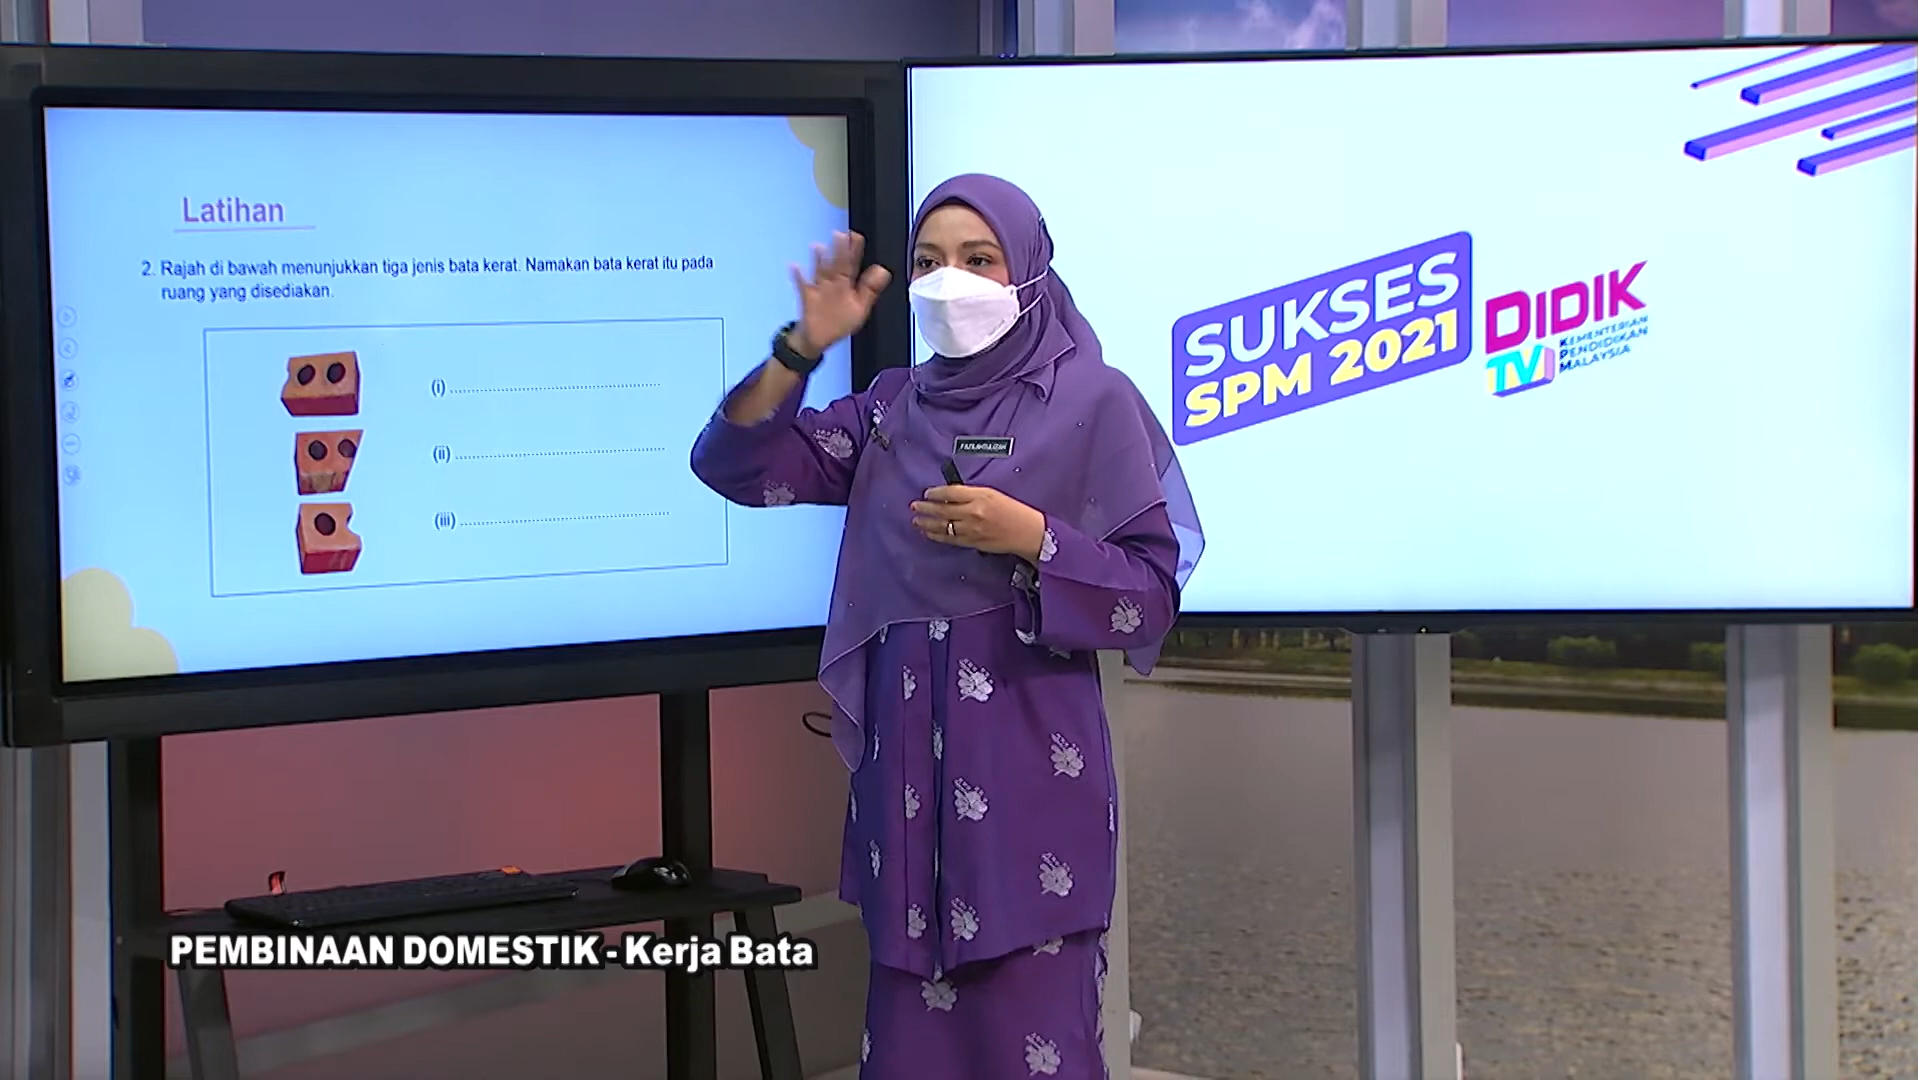 Latihan
2. Rajah di bawah menunjukkan tiga jenis bata kerat. Namakan bata kerat itu pada
ruang yang disediakan.
(i) ............................................................
(ii) ............................................................
(iii) ............................................................
SUKSES
SPM 2021
DIDIK
TV
KEMENTERIAN
PENDIDIKAN
MALAYSIA
PEMBINAAN DOMESTIK - Kerja Bata